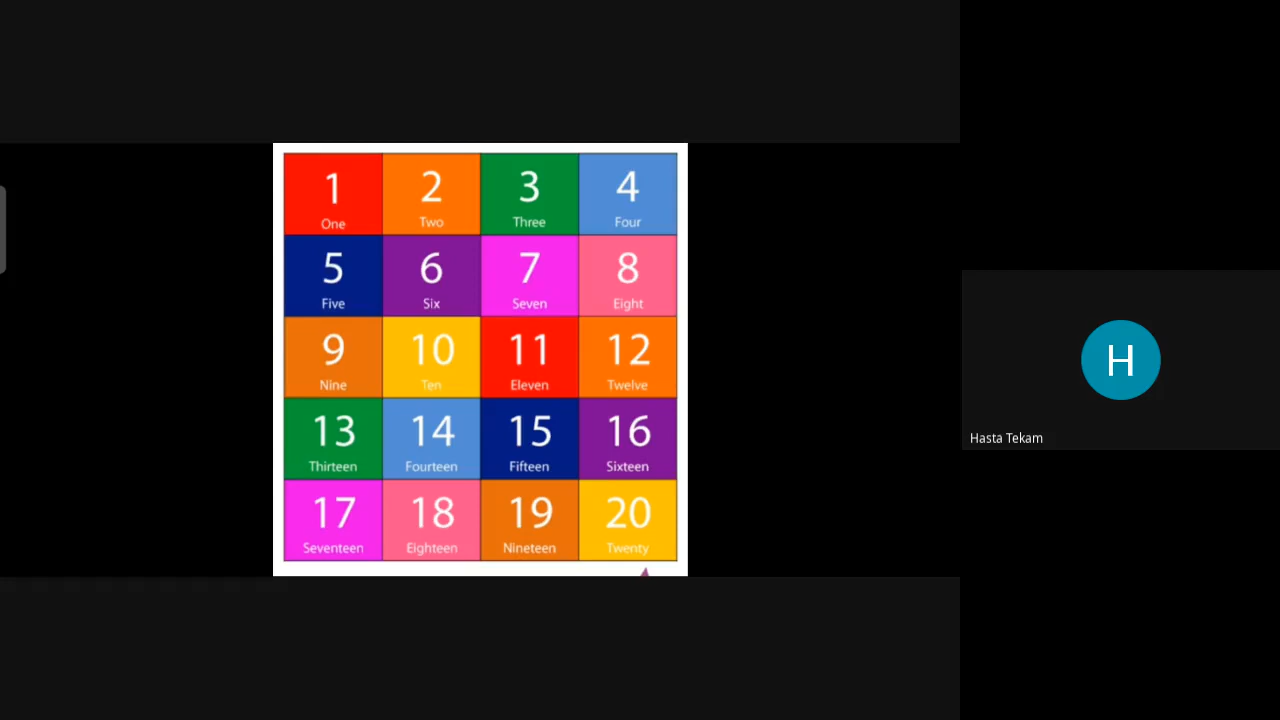 1 2 3 4
One Two Three Four
5 6 7 8
Five Six Seven Eight
9 10 11 12
Nine Ten Eleven Twelve
13 14 15 16
Thirteen Fourteen Fifteen Sixteen
17 18 19 20
Seventeen Eighteen Nineteen Twenty
H
Hasta Tekam